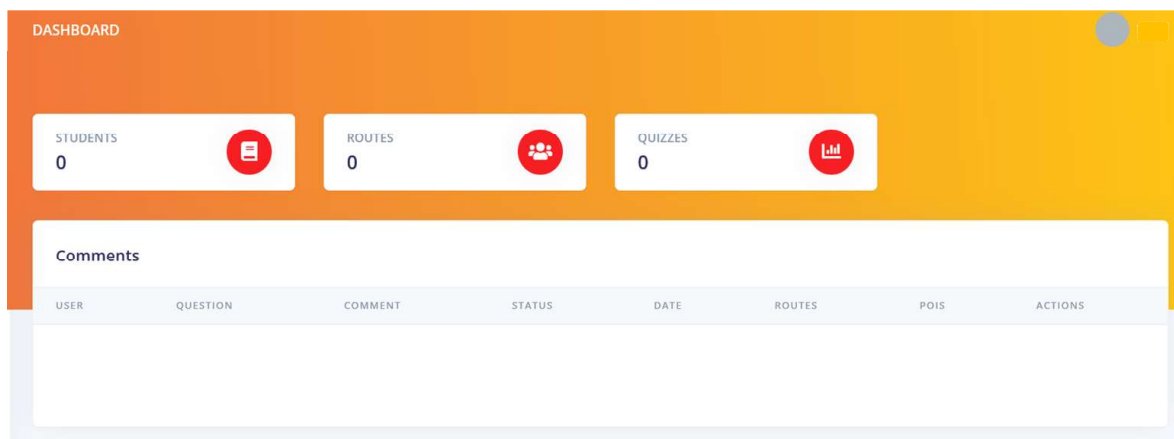 DASHBOARD
STUDENTS ROUTES QUIZZES
0 0 0
Comments
USER QUESTION COMMENT STATUS DATE ROUTES POIS ACTIONS